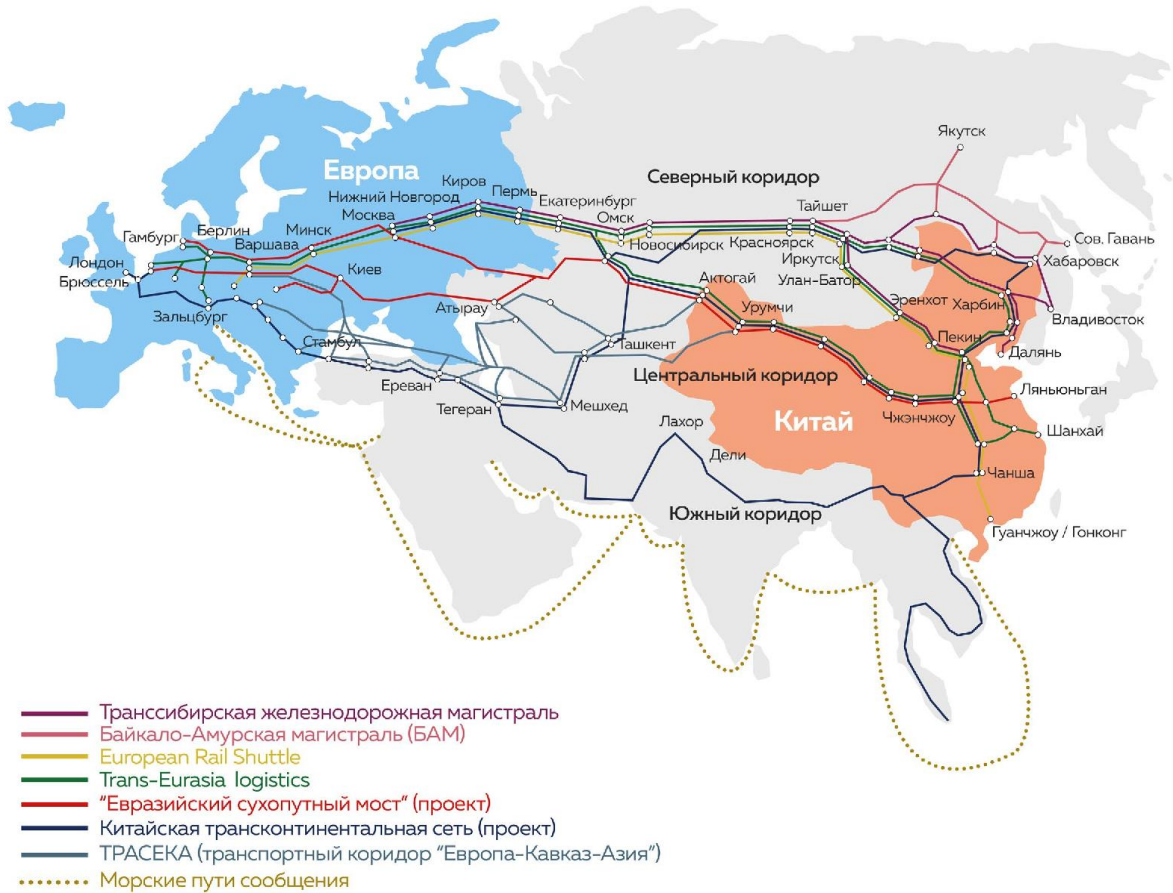 Якутск
Европа
Киров
Северный коридор
Нижний Новгород
Пермь
Екатеринбург
Тайшет
Москва
Омск
Берлин
Минск
Гамбург
Варшава
Новосибирск
Красноярск
Сов. Гавань
Лондон
Киев
Иркутск
Хабаровск
Брюссель
Актогай
Улан-Батор
Атырау
Урумчи
Эренхот
Харбин
Зальцбург
Владивосток
Стамбул
Ташкент
Пекин
Далянь
Ереван
Центральный коридор
Ляньюньган
Тегеран
Мешхед
Китай
Чжэнчжоу
Лахор
Шанхай
Дели
Чанша
Южный коридор
Гуанчжоу / Гонконг
Транссибирская железнодорожная магистраль
Байкало-Амурская магистраль (БАМ)
European Rail Shuttle
Trans-Eurasia logistics
"Евразийский сухопутный мост" (проект)
Китайская трансконтинентальная сеть (проект)
ТРАСЕКА (транспортный коридор "Европа-Кавказ-Азия")
Морские пути сообщения